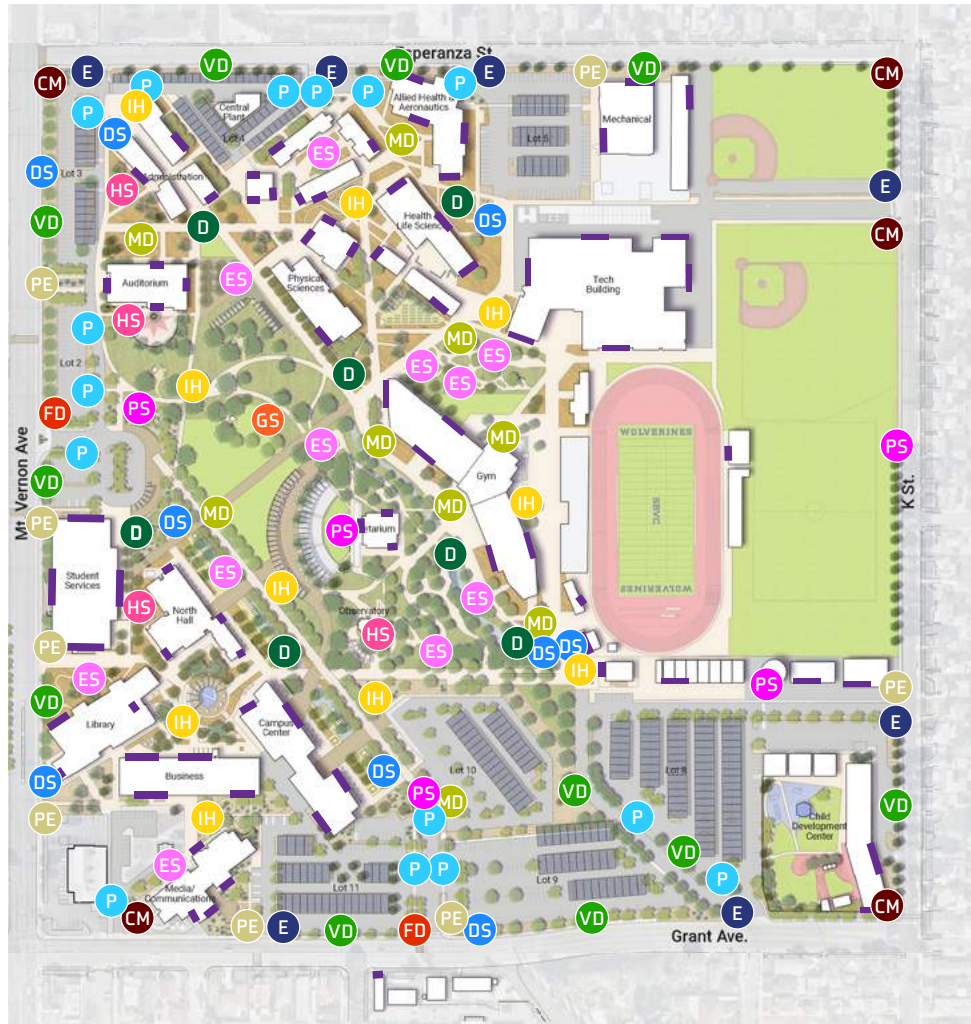 Esperanza St.
CM
E
VD
E
VD
E
PE
VD
CM
P
P
P
P
P
P
IH
DS
Central
Plant
Lot 4
Allied Health &
Aeronautics
MD
Lot 5
Mechanical
ES
DS
Lot 3
Administration
HS
IH
D
E
VD
MD
D
Health &
Life Science
DS
CM
PE
Auditorium
ES
Physical
Sciences
Tech
Building
HS
P
IH
MD
ES
ES
ES
Lot 2
P
IH
D
FD
PS
GS
ES
MD
MD
PS
P
WOLVERINES
Mt. Vernon Ave
VD
Gym
SBVC
K St.
PE
D
DS
MD
PS
MD
IH
D
Student
Services
ES
IH
WOLVERINES
HS
North
Hall
Observatory
HS
ES
MD
D
DS
DS
PE
D
ES
IH
ES
PS
PE
VD
Library
IH
Campus
Center
IH
E
DS
Business
DS
Lot 10
Lot 8
PS
MD
VD
VD
PE
IH
P
P
Child
Development
Center
ES
P
P
VD
P
Media/
Communications
Lot 11
Lot 9
P
CM
PE
E
VD
FD
PE
DS
VD
E
CM
Grant Ave.